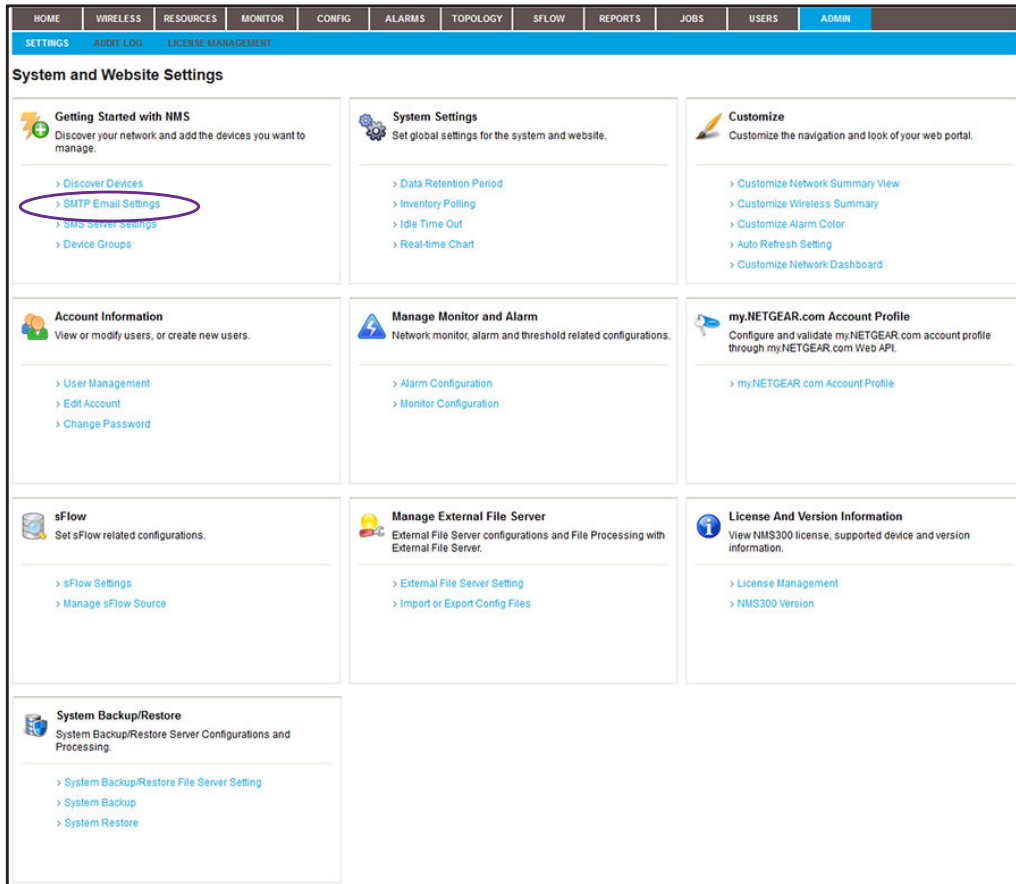 HOME WIRELESS RESOURCES MONITOR CONFIG ALARMS TOPOLOGY SFLOW REPORTS JOBS USERS ADMIN
SETTINGS AUDIT LOG LICENSE MANAGEMENT
System and Website Settings
Getting Started with NMS
Discover your network and add the devices you want to
manage.
> Discover Devices
> SMTP Email Settings
> SMS Server Settings
> Device Groups
System Settings
Set global settings for the system and website.
> Data Retention Period
> Inventory Polling
> Idle Time Out
> Real-time Chart
Customize
Customize the navigation and look of your web portal.
> Customize Network Summary View
> Customize Wireless Summary
> Customize Alarm Color
> Auto Refresh Setting
> Customize Network Dashboard
Account Information
View or modify users, or create new users.
> User Management
> Edit Account
> Change Password
Manage Monitor and Alarm
Network monitor, alarm and threshold related configurations.
> Alarm Configuration
> Monitor Configuration
my.NETGEAR.com Account Profile
Configure and validate my.NETGEAR.com account profile
through my.NETGEAR.com Web API.
> my.NETGEAR.com Account Profile
sFlow
Set sFlow related configurations.
> sFlow Settings
> Manage sFlow Source
Manage External File Server
External File Server configurations and File Processing with
External File Server.
> External File Server Setting
> Import or Export Config Files
License And Version Information
View NMS300 license, supported device and version
information.
> License Management
> NMS300 Version
System Backup/Restore
System Backup/Restore Server Configurations and
Processing.
> System Backup/Restore File Server Setting
> System Backup
> System Restore